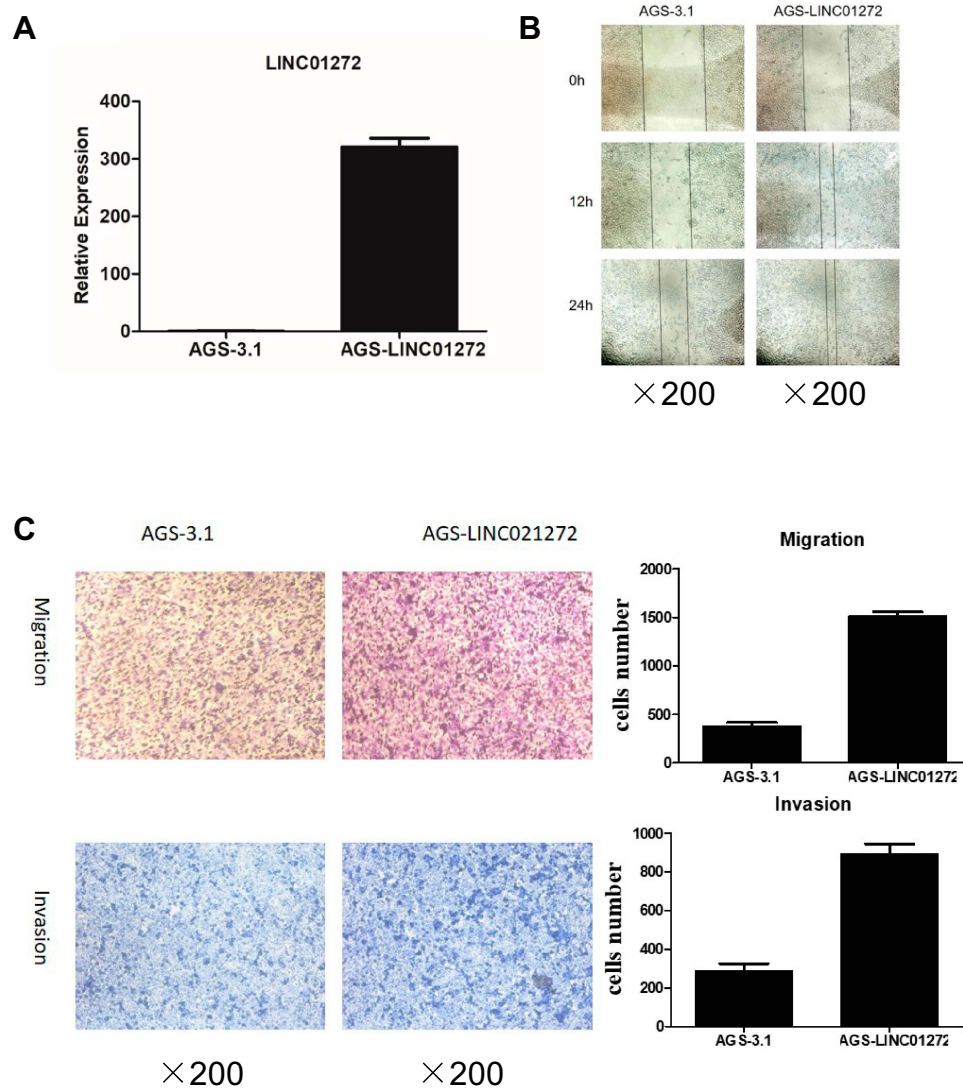 A
LINC01272
Relative Expression
400
300
200
100
0
AGS-3.1
AGS-LINC01272
B
AGS-3.1
AGS-LINC01272
0h
12h
24h
×200
×200
C
AGS-3.1
AGS-LINC021272
Migration
Migration
cells number
2000
1500
1000
500
0
AGS-3.1
AGS-LINC01272
Invasion
Invasion
cells number
1000
800
600
400
200
0
AGS-3.1
AGS-LINC01272
×200
×200